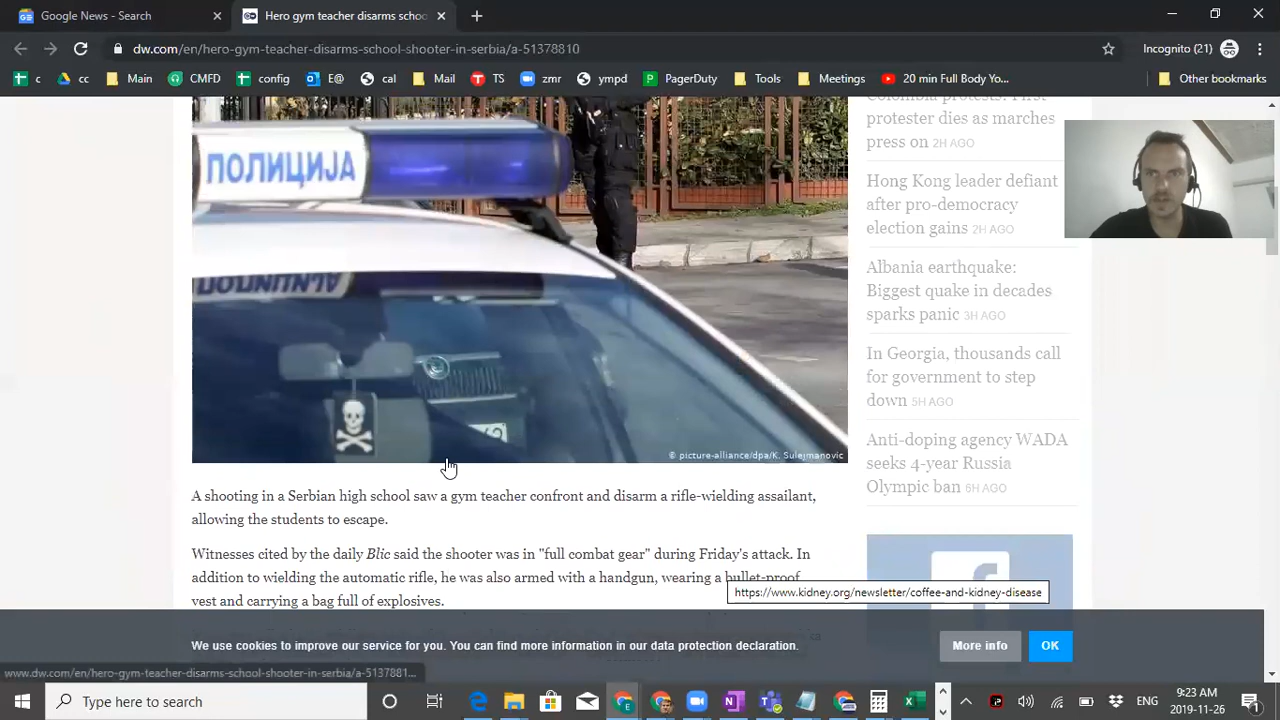 Google News - Search
Hero gym teacher disarms schoo
dw.com/en/hero-gym-teacher-disarms-school-shooter-in-serbia/a-51378810
Incognito (21)
c
cc
Main
CMFD
config
E@
cal
Mail
TS
zmr
ympd
PagerDuty
Tools
Meetings
20 min Full Body Yo...
Other bookmarks
ПОЛИЦИЈА
© picture-alliance/dpa/K. Sulejmanovic
A shooting in a Serbian high school saw a gym teacher confront and disarm a rifle-wielding assailant,
allowing the students to escape.
Witnesses cited by the daily Blic said the shooter was in "full combat gear" during Friday's attack. In
addition to wielding the automatic rifle, he was also armed with a handgun, wearing a bullet-proof
vest and carrying a bag full of explosives.
Colombia protests: First
protester dies as marches
press on 2H AGO
Hong Kong leader defiant
after pro-democracy
election gains 2H AGO
Albania earthquake:
Biggest quake in decades
sparks panic 3H AGO
In Georgia, thousands call
for government to step
down 5H AGO
Anti-doping agency WADA
seeks 4-year Russia
Olympic ban 6H AGO
https://www.kidney.org/newsletter/coffee-and-kidney-disease
We use cookies to improve our service for you. You can find more information in our data protection declaration.
More info
OK
www.dw.com/en/hero-gym-teacher-disarms-school-shooter-in-serbia/a-5137881...
Type here to search
ENG
9:23 AM
2019-11-26